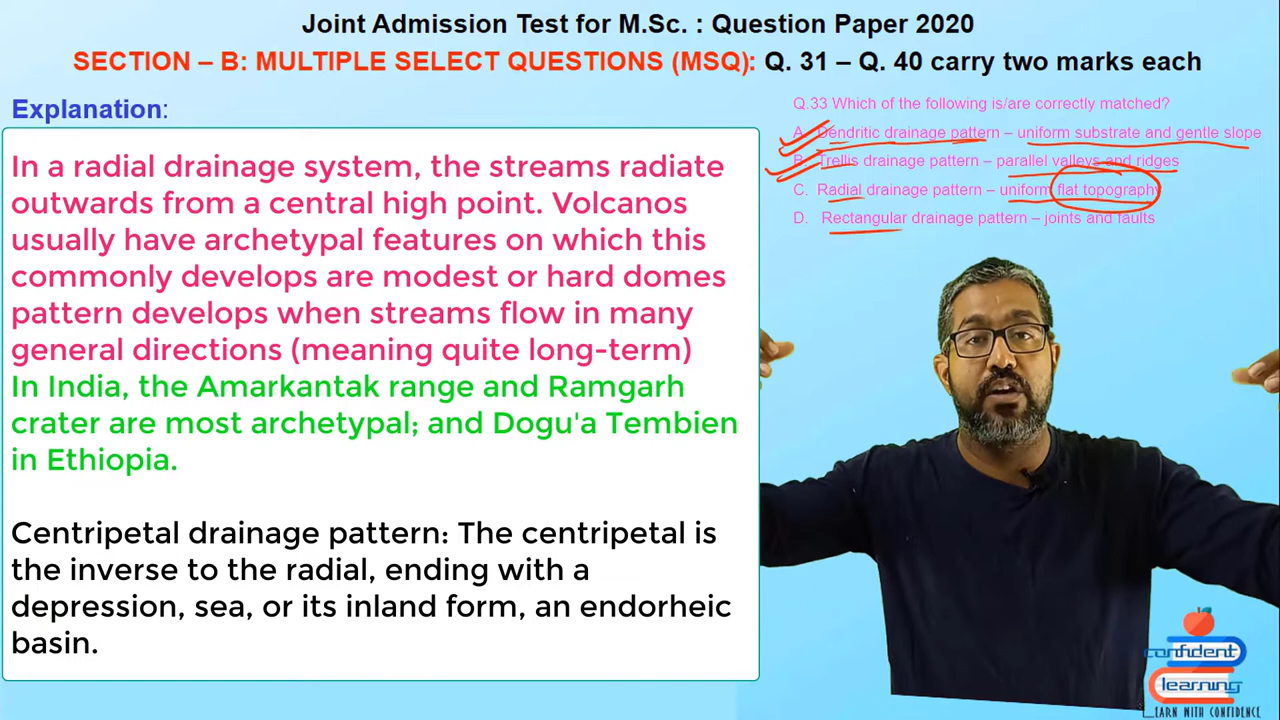 Joint Admission Test for M.Sc. : Question Paper 2020
SECTION – B: MULTIPLE SELECT QUESTIONS (MSQ): Q. 31 – Q. 40 carry two marks each
Explanation:
In a radial drainage system, the streams radiate
outwards from a central high point. Volcanos
usually have archetypal features on which this
commonly develops are modest or hard domes
pattern develops when streams flow in many
general directions (meaning quite long-term)
In India, the Amarkantak range and Ramgarh
crater are most archetypal; and Dogu'a Tembien
in Ethiopia.
Centripetal drainage pattern: The centripetal is
the inverse to the radial, ending with a
depression, sea, or its inland form, an endorheic
basin.
Q.33 Which of the following is/are correctly matched?
A. Dendritic drainage pattern – uniform substrate and gentle slope
B. Trellis drainage pattern – parallel valleys and ridges
C. Radial drainage pattern – uniform flat topography
D. Rectangular drainage pattern – joints and faults
confident
learning
LEARN WITH CONFIDENCE